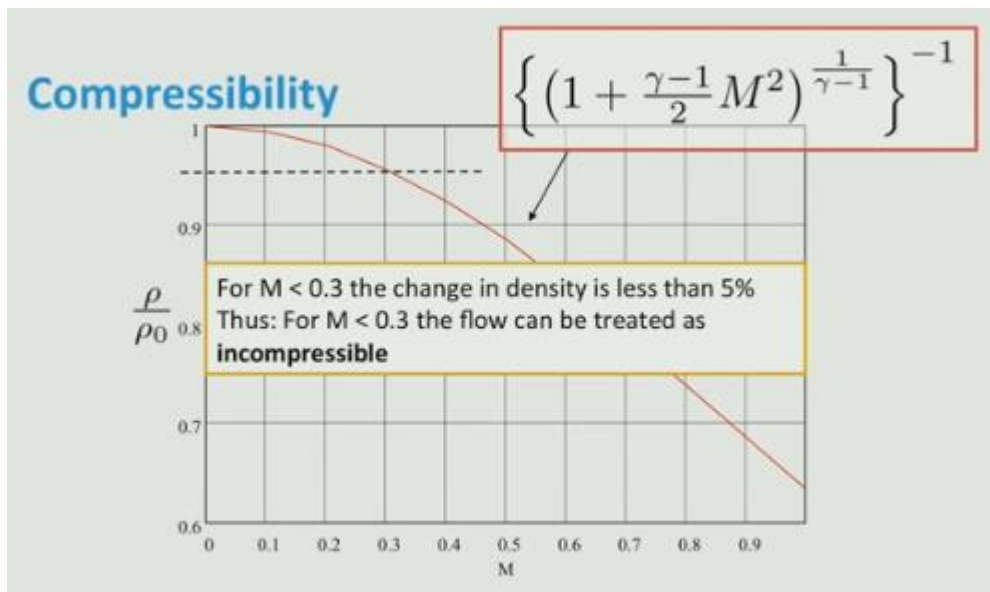 Compressibility
{(1 + γ−1/2 M²)^(1/γ−1)}^−1
1
0.9
For M < 0.3 the change in density is less than 5%
ρ/ρ0
0.8
Thus: For M < 0.3 the flow can be treated as
incompressible
0.7
0.6
0 0.1 0.2 0.3 0.4 0.5 0.6 0.7 0.8 0.9
M